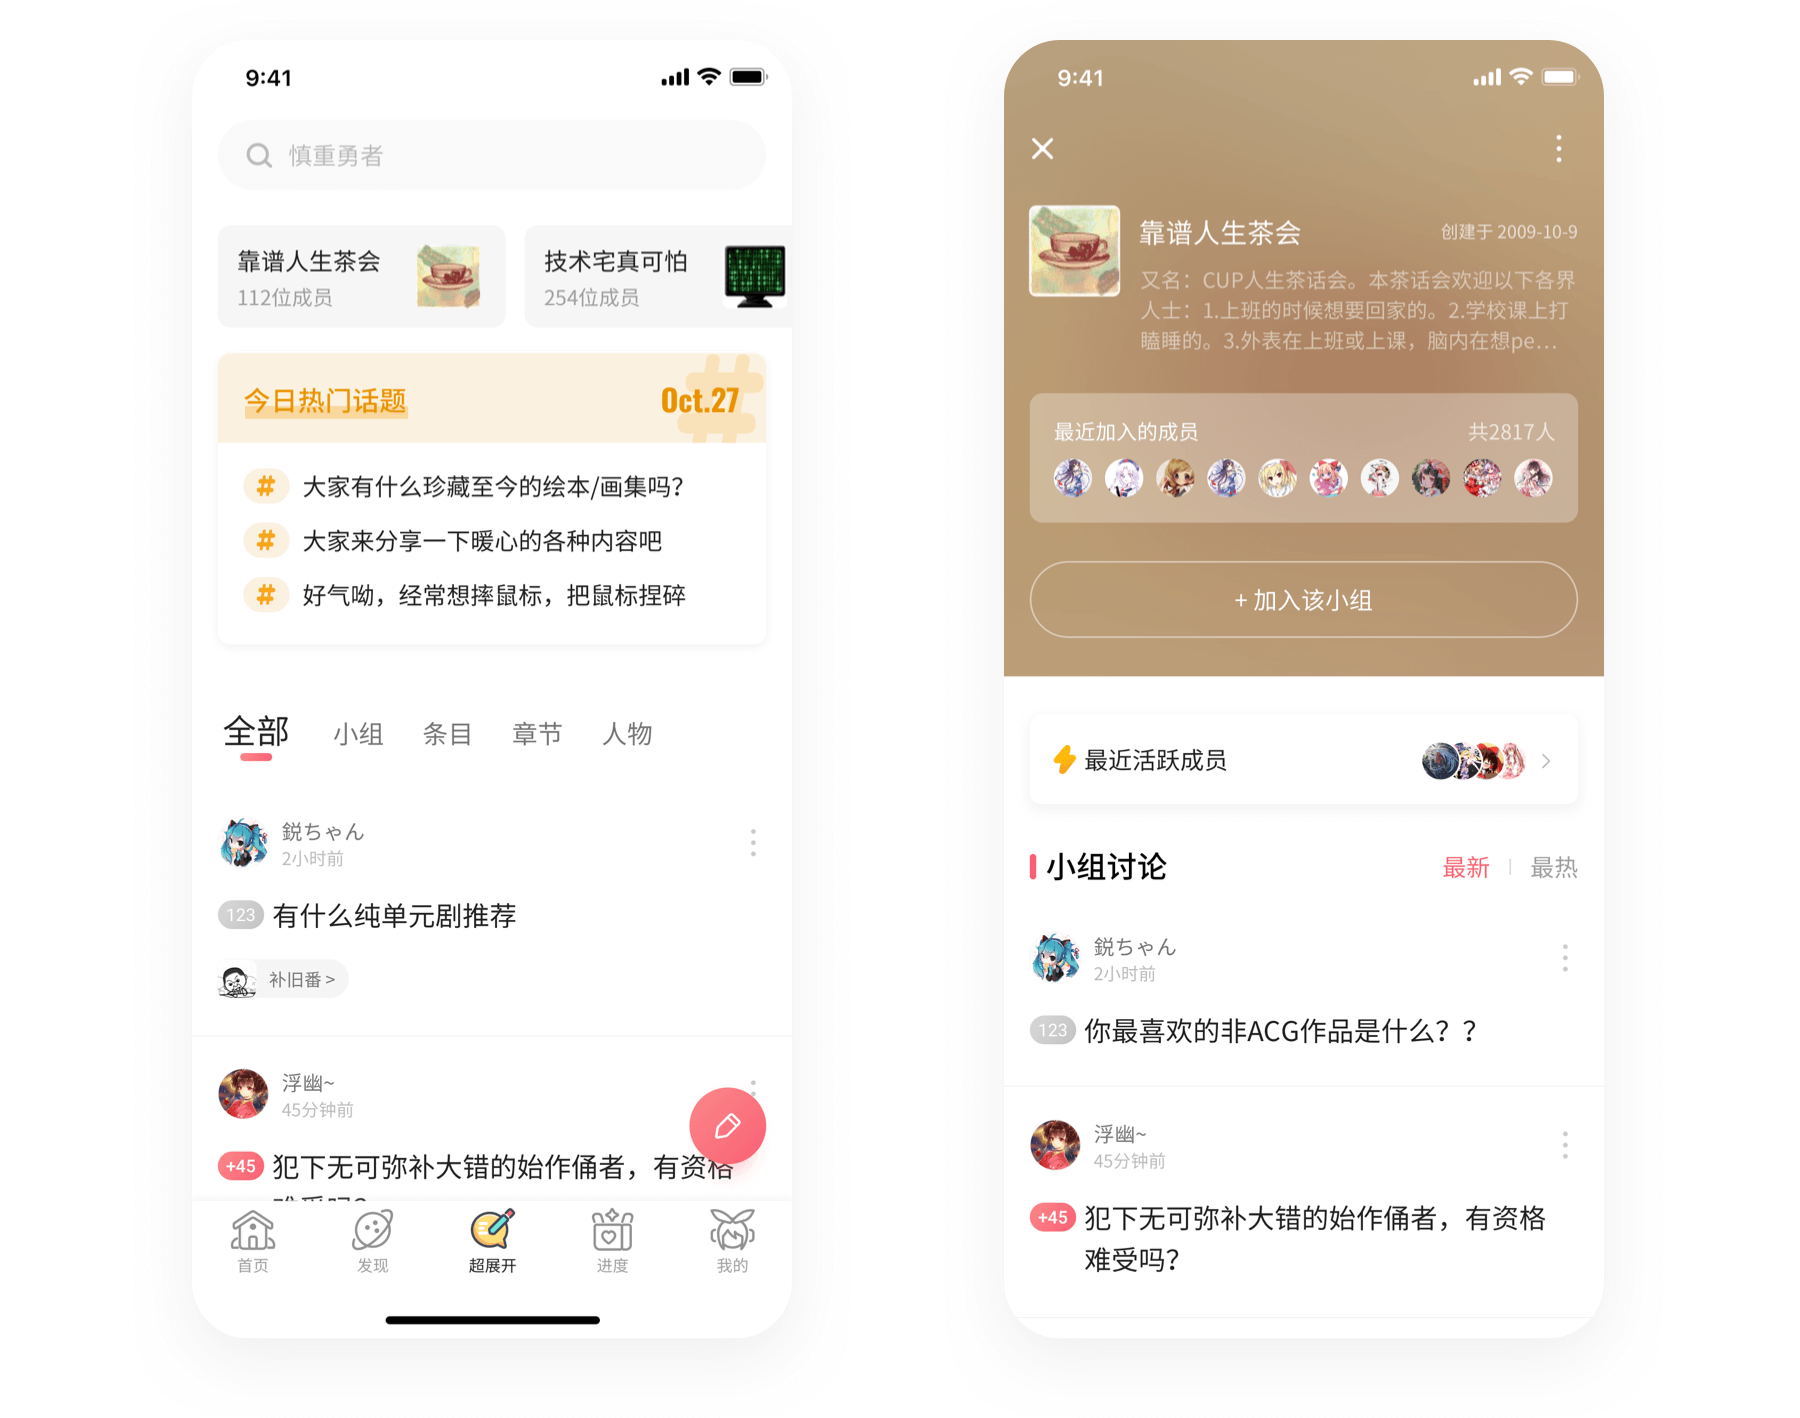 9:41
慎重勇者
靠谱人生茶会
112位成员
技术宅真可怕
254位成员
今日热门话题
Oct.27
# 大家有什么珍藏至今的绘本/画集吗?
# 大家来分享一下暖心的各种内容吧
# 好气呦，经常想摔鼠标，把鼠标捏碎
全部 小组 条目 章节 人物
鋭ちゃん
2小时前
123 有什么纯单元剧推荐
补旧番 >
浮幽~
45分钟前
+45 犯下无可弥补大错的始作俑者，有资格
难受吗?
首页 发现 超展开 进度 我的
9:41
靠谱人生茶会
创建于 2009-10-9
又名：CUP人生茶话会。本茶话会欢迎以下各界
人士：1.上班的时候想要回家的。2.学校课上打
瞌睡的。3.外表在上班或上课，脑内在想pe...
最近加入的成员
共2817人
+ 加入该小组
最近活跃成员
小组讨论
最新 最热
鋭ちゃん
2小时前
123 你最喜欢的非ACG作品是什么？？
浮幽~
45分钟前
+45 犯下无可弥补大错的始作俑者，有资格
难受吗?